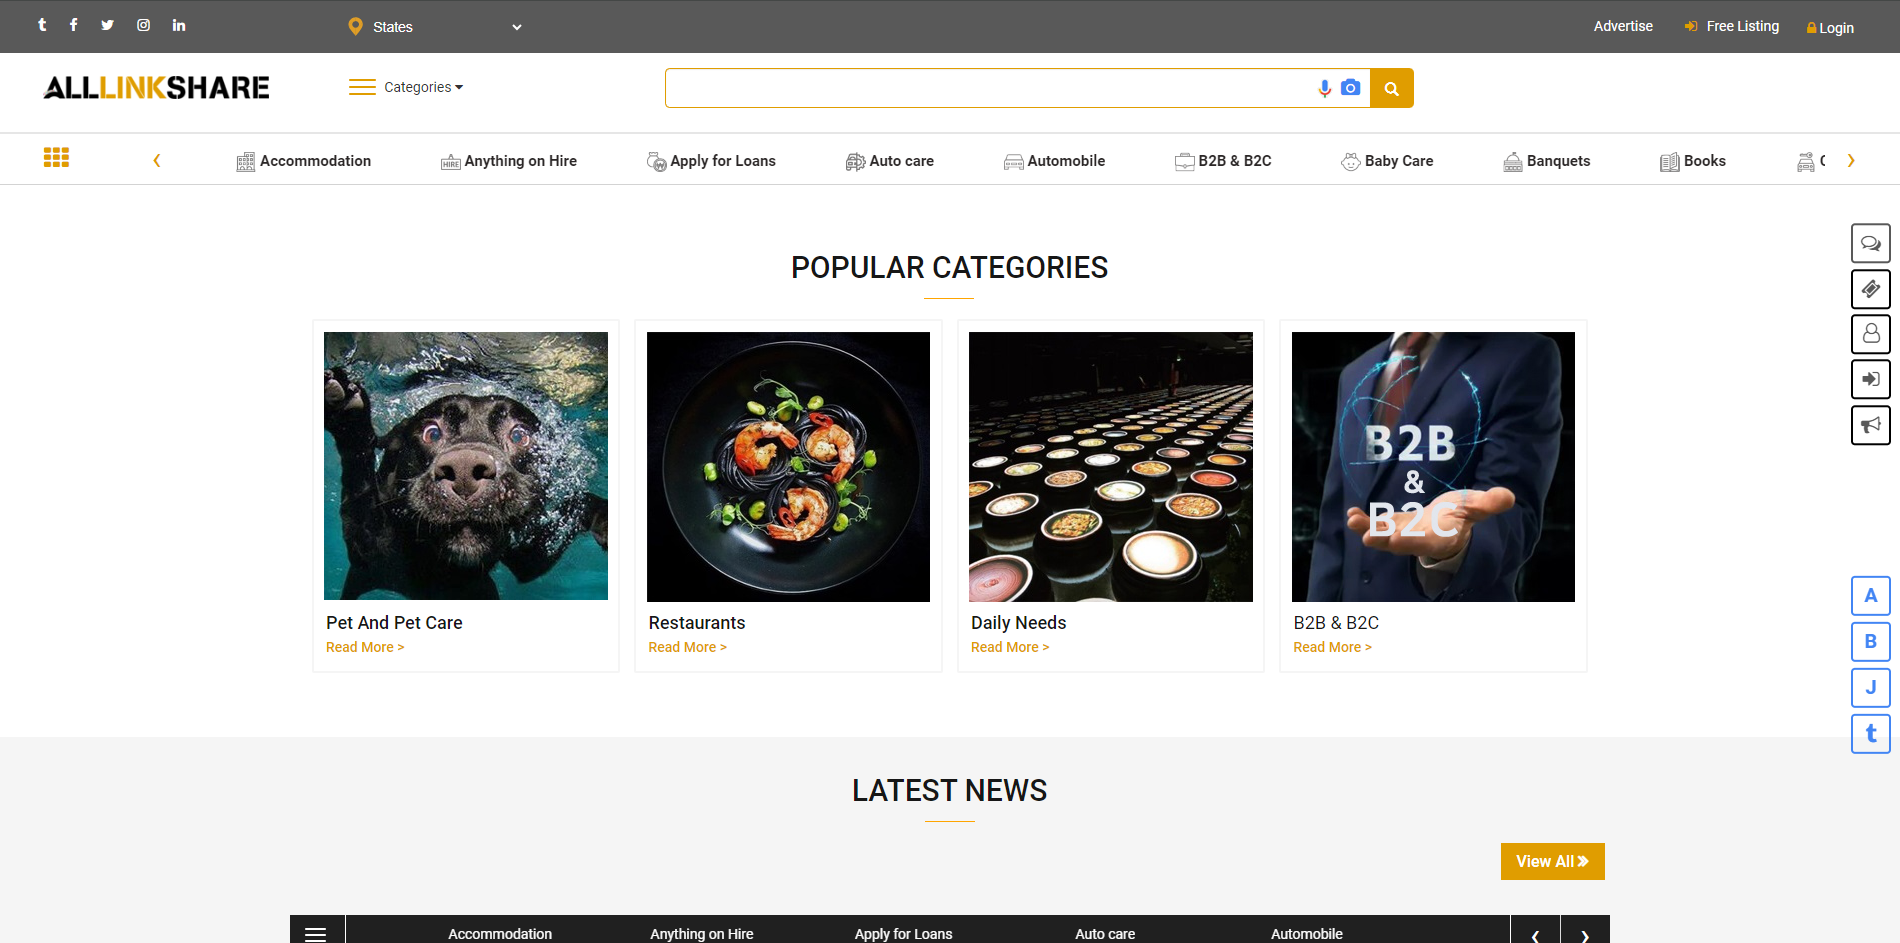 States
Advertise
Free Listing
Login
ALLLINKSHARE
Categories
Accommodation
HIRE
Anything on Hire
Apply for Loans
Auto care
Automobile
B2B & B2C
Baby Care
Banquets
Books
POPULAR CATEGORIES
B2B
&
B2C
Pet And Pet Care
Read More >
Restaurants
Read More >
Daily Needs
Read More >
B2B & B2C
Read More >
A
B
J
t
LATEST NEWS
View All
Accommodation
Anything on Hire
Apply for Loans
Auto care
Automobile